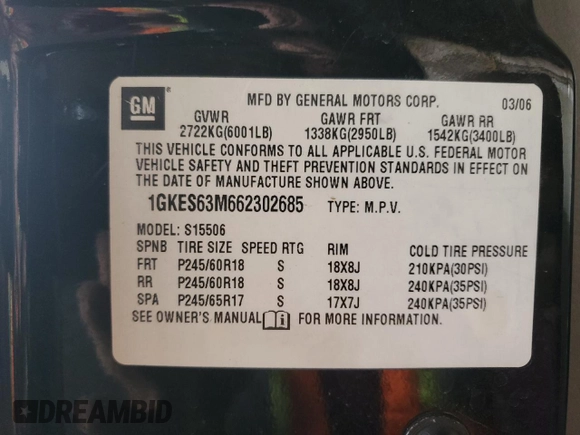 GM
MFD BY GENERAL MOTORS CORP. 03/06
GVWR GAWR FRT GAWR RR
2722KG(6001LB) 1338KG(2950LB) 1542KG(3400LB)
THIS VEHICLE CONFORMS TO ALL APPLICABLE U.S. FEDERAL MOTOR
VEHICLE SAFETY AND THEFT PREVENTION STANDARDS IN EFFECT ON
THE DATE OF MANUFACTURE SHOWN ABOVE.
1GKES63M662302685 TYPE: M.P.V.
MODEL: S15506
SPNB TIRE SIZE SPEED RTG RIM COLD TIRE PRESSURE
FRT P245/60R18 S 18X8J 210KPA(30PSI)
RR P245/60R18 S 18X8J 240KPA(35PSI)
SPA P245/65R17 S 17X7J 240KPA(35PSI)
SEE OWNER'S MANUAL FOR MORE INFORMATION.
DREAMBID